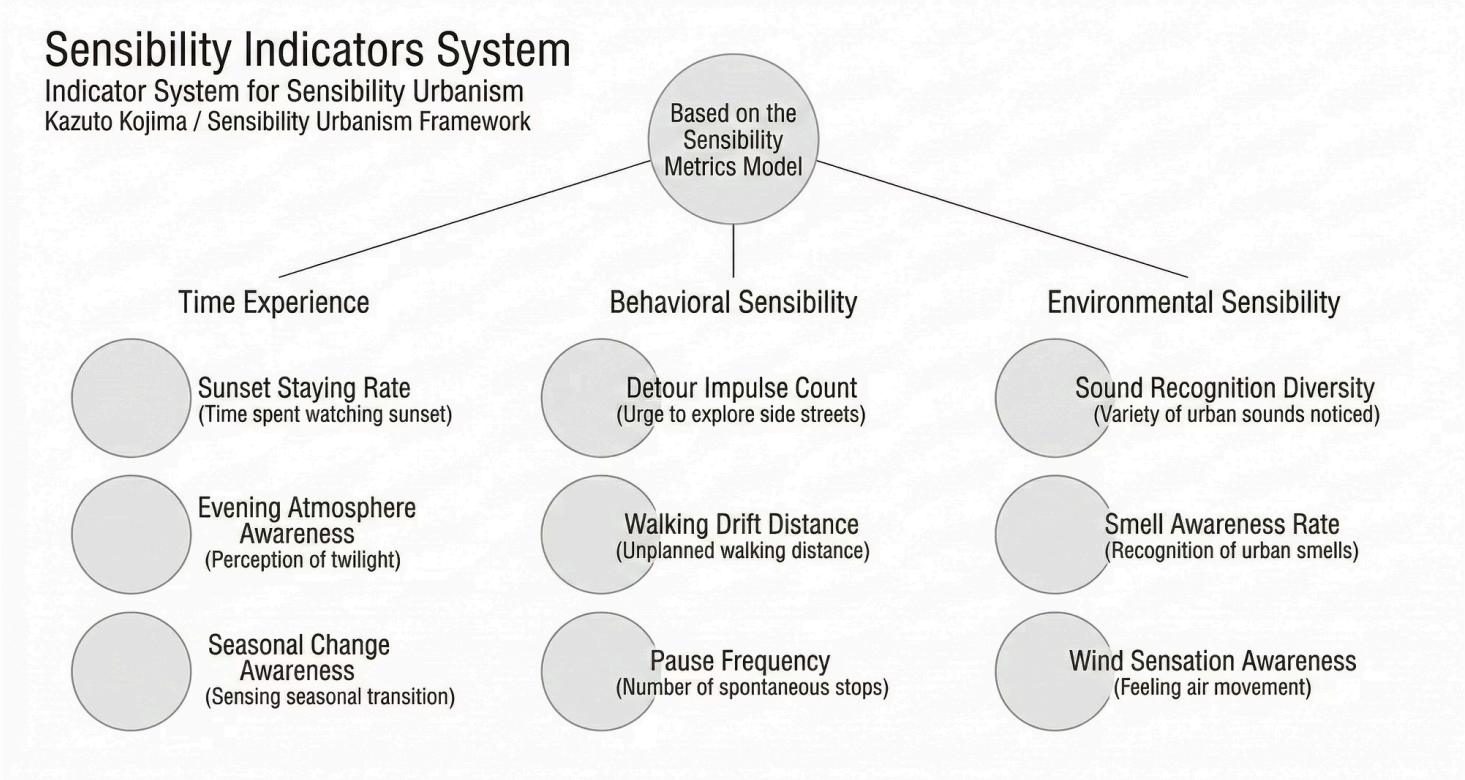 Sensibility Indicators System
Indicator System for Sensibility Urbanism
Kazuto Kojima / Sensibility Urbanism Framework
Based on the
Sensibility
Metrics Model
Time Experience
Sunset Staying Rate
(Time spent watching sunset)
Evening Atmosphere
Awareness
(Perception of twilight)
Seasonal Change
Awareness
(Sensing seasonal transition)
Behavioral Sensibility
Detour Impulse Count
(Urge to explore side streets)
Walking Drift Distance
(Unplanned walking distance)
Pause Frequency
(Number of spontaneous stops)
Environmental Sensibility
Sound Recognition Diversity
(Variety of urban sounds noticed)
Smell Awareness Rate
(Recognition of urban smells)
Wind Sensation Awareness
(Feeling air movement)